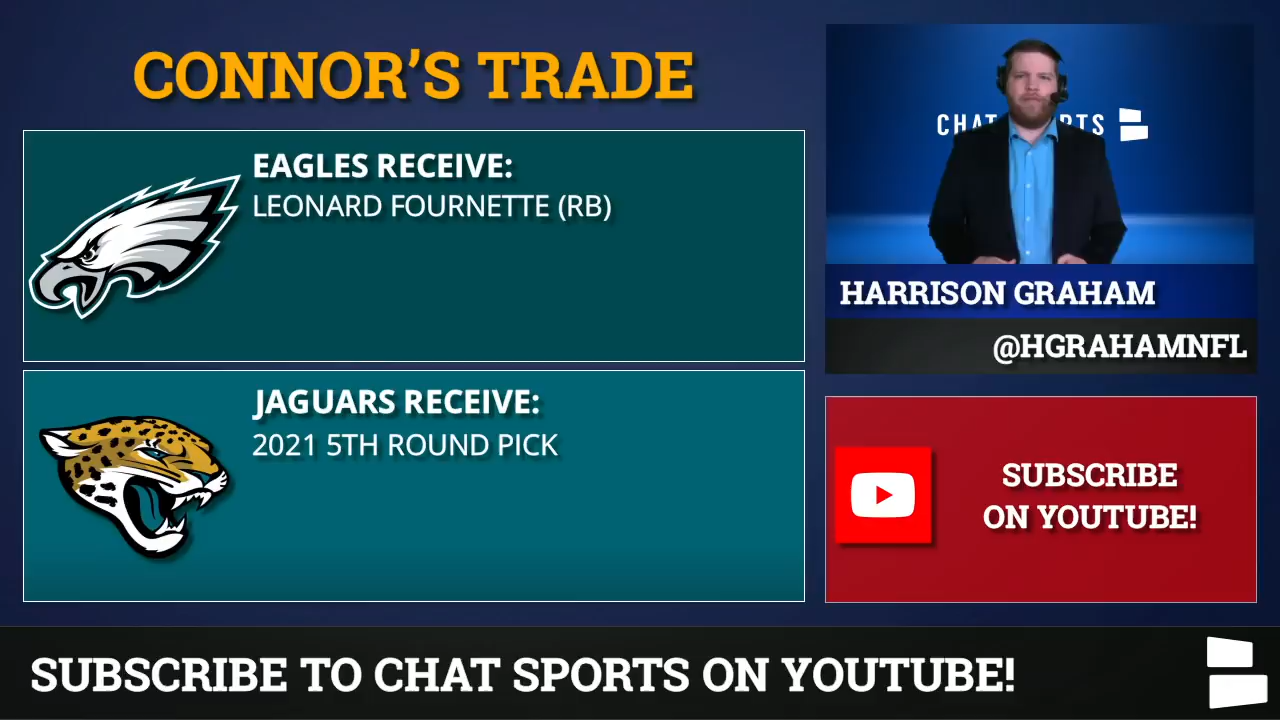 CONNOR'S TRADE
EAGLES RECEIVE:
LEONARD FOURNETTE (RB)
JAGUARS RECEIVE:
2021 5TH ROUND PICK
HARRISON GRAHAM
@HGRAHAMNFL
SUBSCRIBE
ON YOUTUBE!
SUBSCRIBE TO CHAT SPORTS ON YOUTUBE!